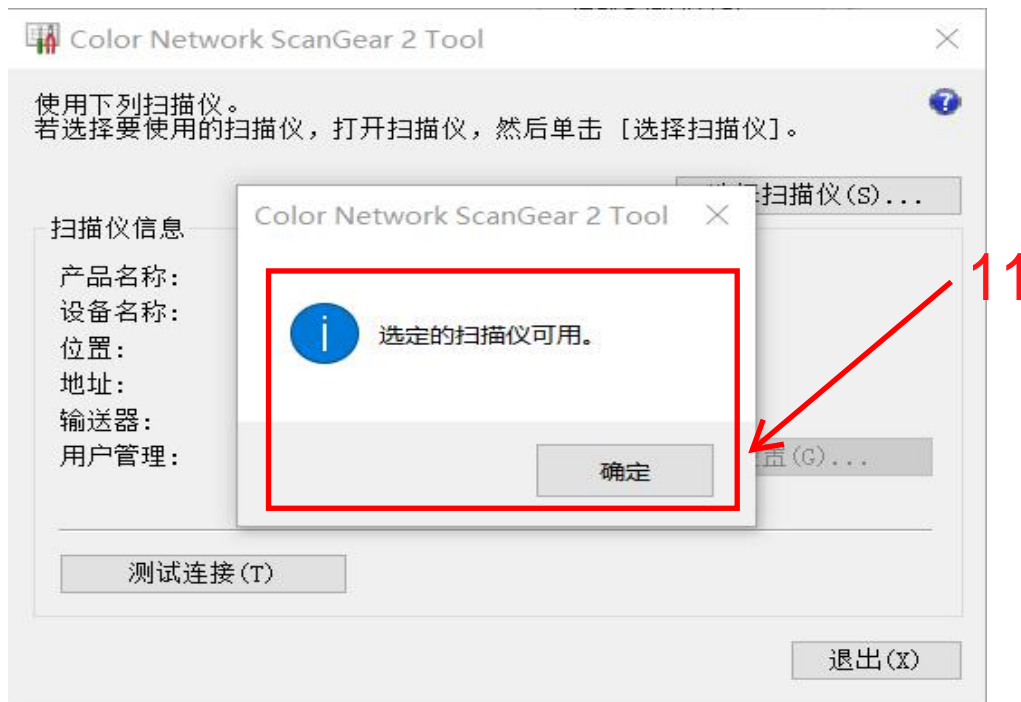 Color Network ScanGear 2 Tool
使用下列扫描仪。
若选择要使用的扫描仪，打开扫描仪，然后单击 [选择扫描仪]。
扫描仪(S)...
扫描仪信息
Color Network ScanGear 2 Tool
产品名称:
设备名称:
位置:
地址:
输送器:
用户管理:
选定的扫描仪可用。
11
确定
置(G)...
测试连接(T)
退出(X)